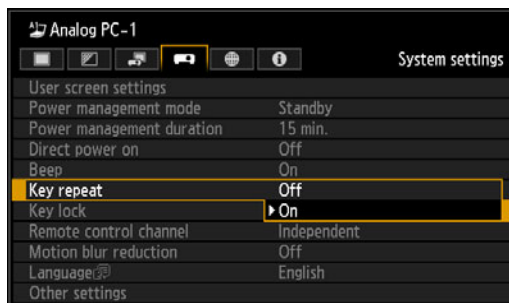 Analog PC-1
System settings
User screen settings
Power management mode Standby
Power management duration 15 min.
Direct power on Off
Beep On
Key repeat Off
Key lock On
Remote control channel Independent
Motion blur reduction Off
Language English
Other settings